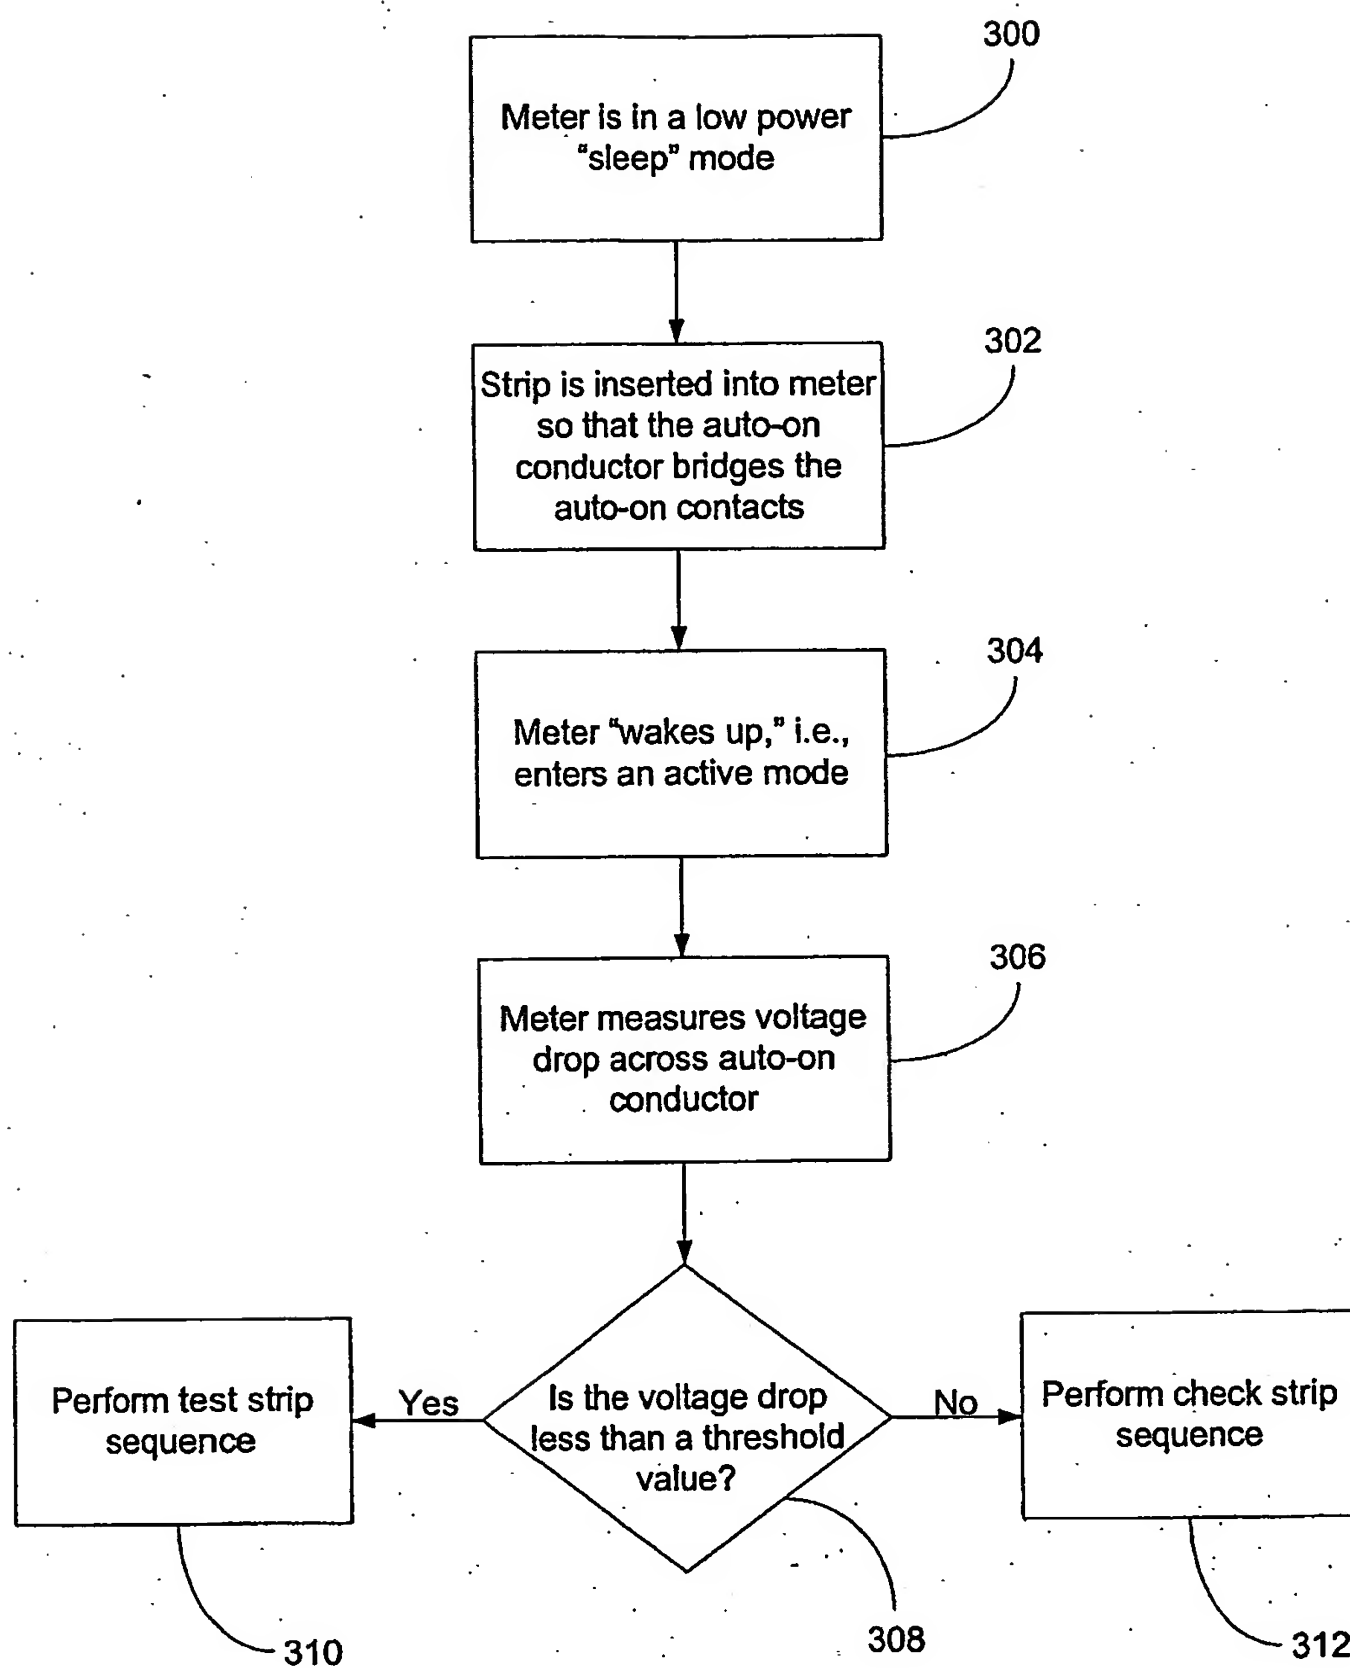 300
Meter is in a low power
"sleep" mode
302
Strip is inserted into meter
so that the auto-on
conductor bridges the
auto-on contacts
304
Meter "wakes up," i.e.,
enters an active mode
306
Meter measures voltage
drop across auto-on
conductor
Perform test strip
sequence
Yes
Is the voltage drop
less than a threshold
value?
No
Perform check strip
sequence
310
308
312